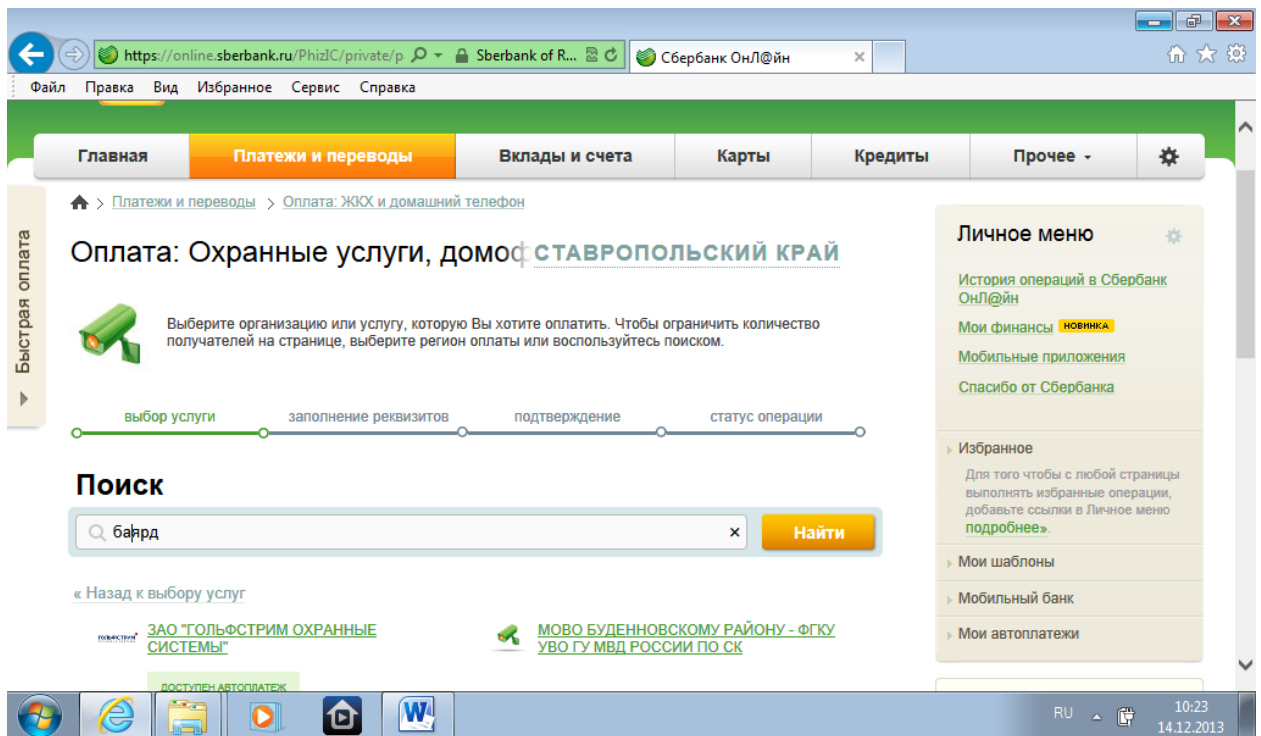 https://online.sberbank.ru/PhizIC/private/p
Sberbank of R...
Сбербанк ОнЛ@йн
Файл Правка Вид Избранное Сервис Справка
Главная Платежи и переводы Вклады и счета Карты Кредиты Прочее
Быстрая оплата
Платежи и переводы > Оплата: ЖКХ и домашний телефон
Оплата: Охранные услуги, домоф СТАВРОПОЛЬСКИЙ КРАЙ
Выберите организацию или услугу, которую Вы хотите оплатить. Чтобы ограничить количество
получателей на странице, выберите регион оплаты или воспользуйтесь поиском.
выбор услуги заполнение реквизитов подтверждение статус операции
Поиск
баярд
Найти
« Назад к выбору услуг
ГОЛЬФСТРИМ
ЗАО "ГОЛЬФСТРИМ ОХРАННЫЕ
СИСТЕМЫ"
ДОСТУПЕН АВТОПЛАТЕЖ
МОВО БУДЕННОВСКОМУ РАЙОНУ - ФГКУ
УВО ГУ МВД РОССИИ ПО СК
Личное меню
История операций в Сбербанк
ОнЛ@йн
Мои финансы НОВИНКА
Мобильные приложения
Спасибо от Сбербанка
Избранное
Для того чтобы с любой страницы
выполнять избранные операции,
добавьте ссылки в Личное меню
подробнее».
Мои шаблоны
Мобильный банк
Мои автоплатежи
RU
10:23
14.12.2013